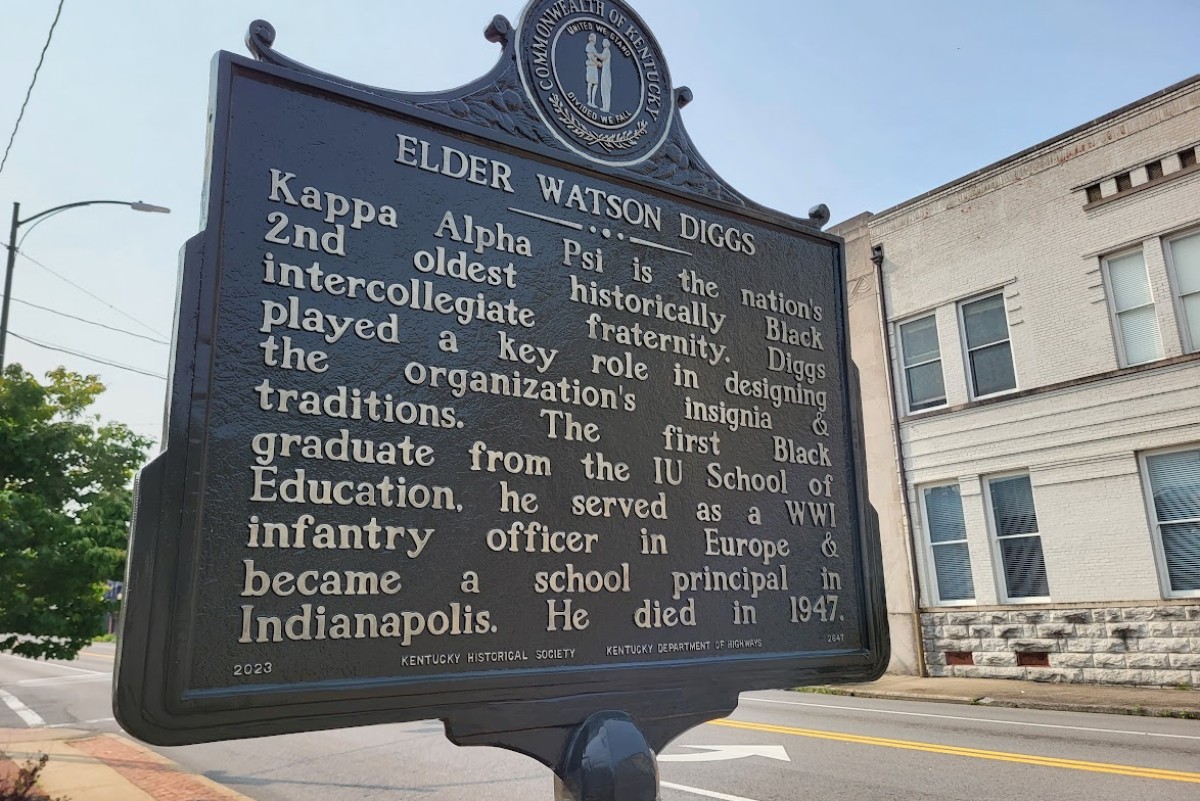 COMMONWEALTH OF KENTUCKY
UNITED WE STAND
DIVIDED WE FALL
ELDER WATSON DIGGS
Kappa Alpha Psi is the nation's
2nd oldest historically Black
intercollegiate fraternity. Diggs
played a key role in designing
the organization's insignia &
traditions. The first Black
graduate from the IU School of
Education, he served as a WWI
infantry officer in Europe &
became a school principal in
Indianapolis. He died in 1947.
2023 KENTUCKY HISTORICAL SOCIETY KENTUCKY DEPARTMENT OF HIGHWAYS 2647